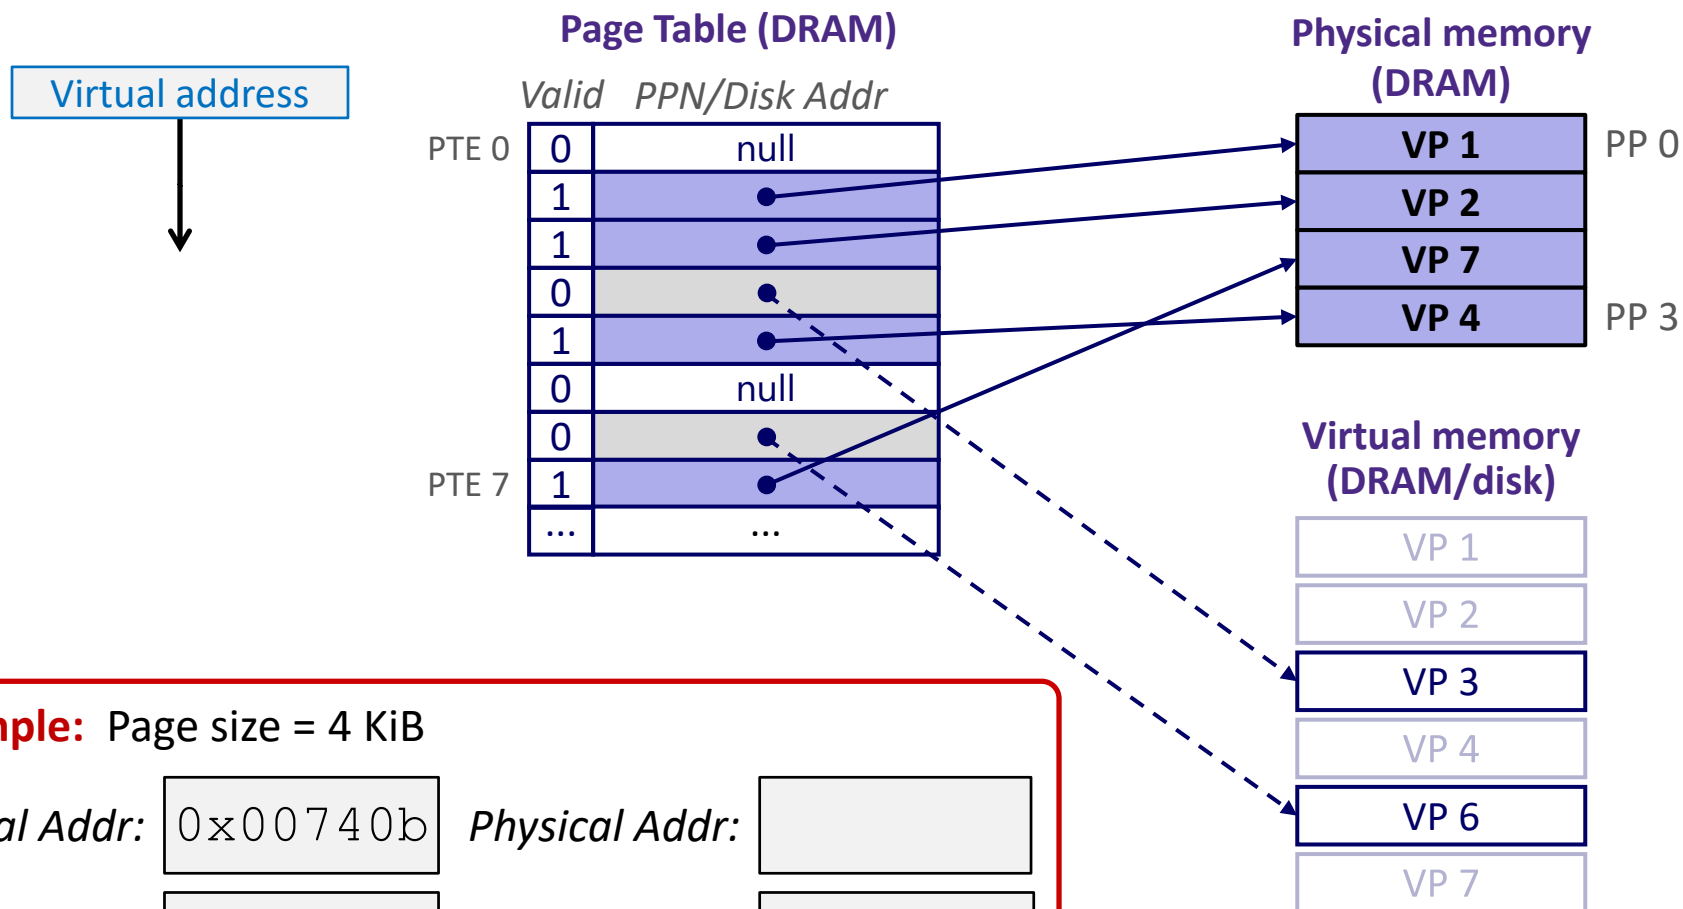 Page Table (DRAM)
Physical memory
(DRAM)
Virtual address
Valid PPN/Disk Addr
PTE 0 0 null
1
1
0
1
0 null
0
PTE 7 1
... ...
VP 1 PP 0
VP 2
VP 7
VP 4 PP 3
Virtual memory
(DRAM/disk)
VP 1
VP 2
VP 3
VP 4
VP 6
VP 7
nple: Page size = 4 KiB
al Addr: 0x00740b Physical Addr: